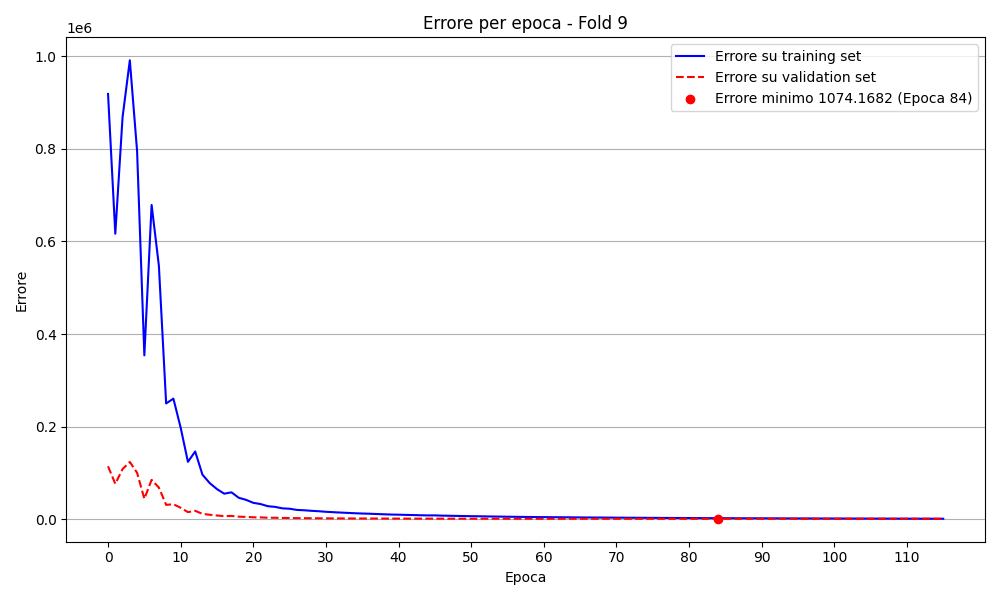 Errore per epoca - Fold 9
1e6
1.0
0.8
0.6
0.4
0.2
0.0
Errore
Errore su training set
Errore su validation set
Errore minimo 1074.1682 (Epoca 84)
0 10 20 30 40 50 60 70 80 90 100 110
Epoca